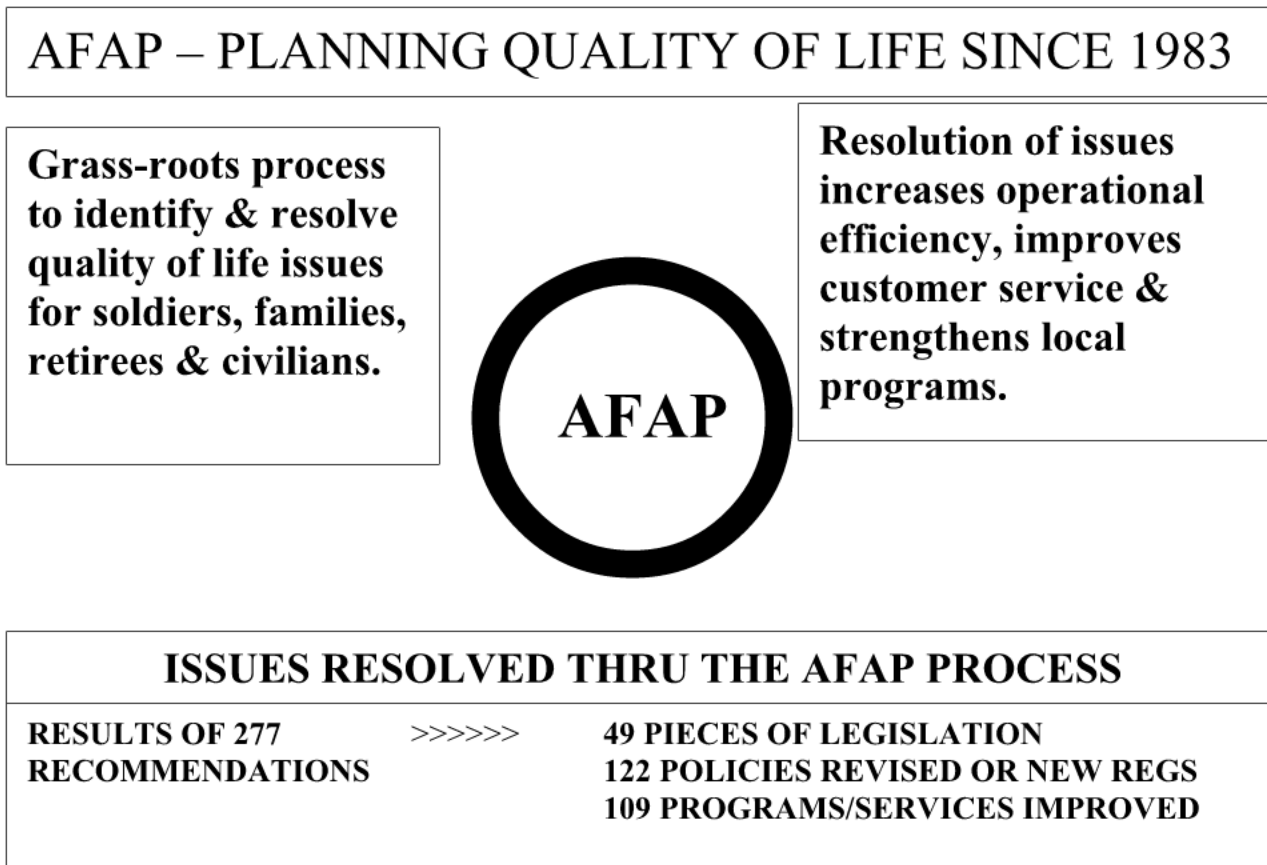 AFAP – PLANNING QUALITY OF LIFE SINCE 1983
Grass-roots process
to identify & resolve
quality of life issues
for soldiers, families,
retirees & civilians.
Resolution of issues
increases operational
efficiency, improves
customer service &
strengthens local
programs.
AFAP
ISSUES RESOLVED THRU THE AFAP PROCESS
RESULTS OF 277 >>>>>> 49 PIECES OF LEGISLATION
RECOMMENDATIONS 122 POLICIES REVISED OR NEW REGS
109 PROGRAMS/SERVICES IMPROVED